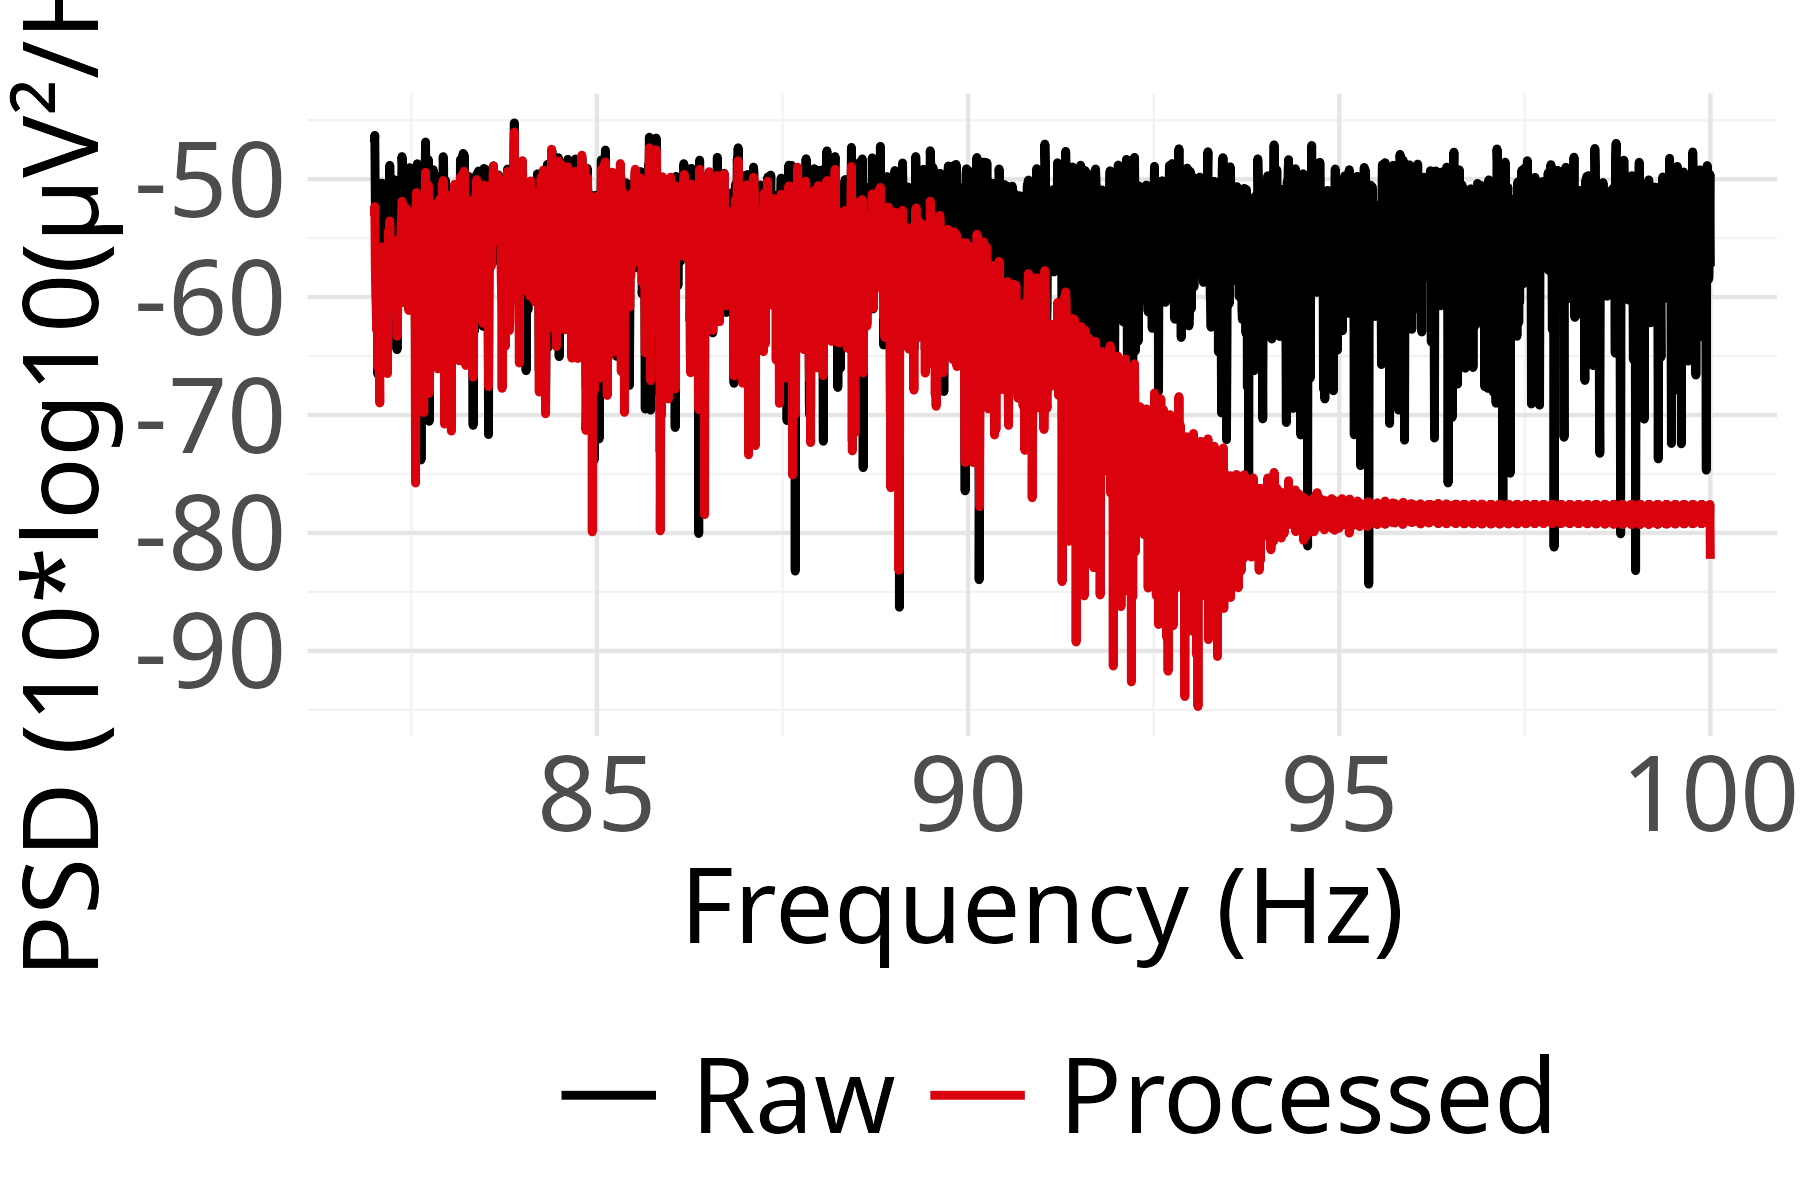 PSD (10*log10(µV²/H
-50
-60
-70
-80
-90
85
90
95
100
Frequency (Hz)
Raw
Processed